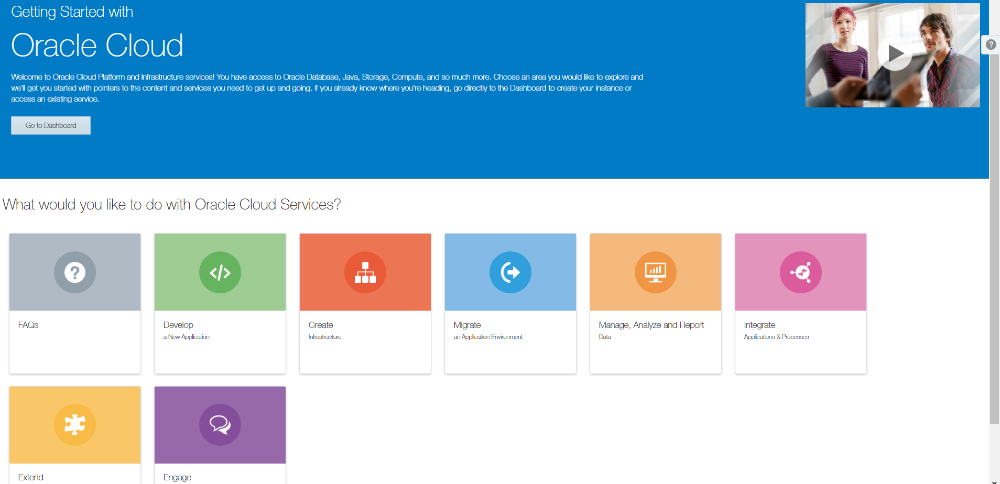 Getting Started with
Oracle Cloud
Welcome to Oracle Cloud Platform and Infrastructure services! You have access to Oracle Database, Java, Storage, Compute, and so much more. Choose an area you would like to explore and
we'll get you started with pointers to the content and services you need to get up and going. If you already know where you're heading, go directly to the Dashboard to create your instance or
access an existing service.
Go to Dashboard
What would you like to do with Oracle Cloud Services?
FAQs
Develop
a New Application
Create
Infrastructure
Migrate
an Application Environment
Manage, Analyze and Report
Data
Integrate
Applications & Processes
Extend
Engage